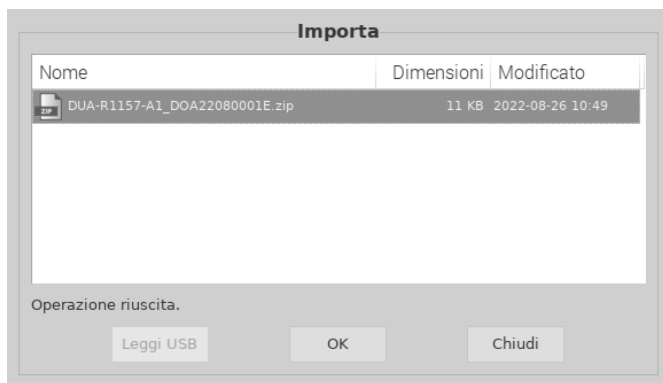 Importa
Nome Dimensioni Modificato
ZIP DUA-R1157-A1_DOA22080001E.zip 11 KB 2022-08-26 10:49
Operazione riuscita.
Leggi USB OK Chiudi